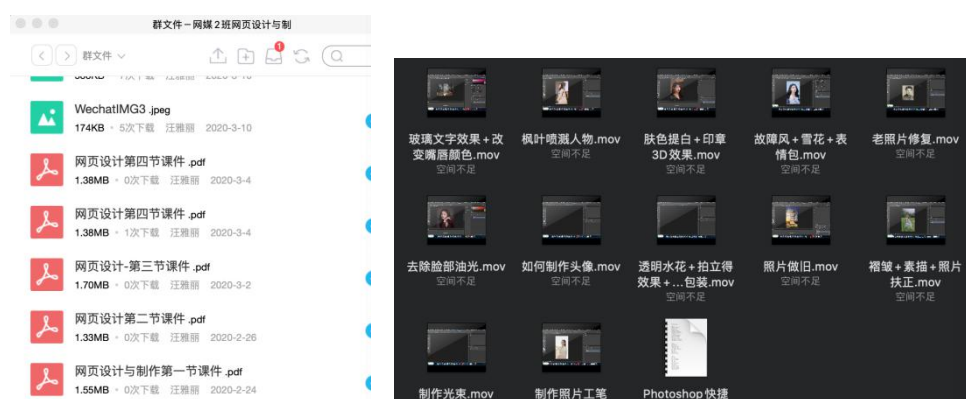 群文件－网媒2班网页设计与制
群文件
1
WechatIMG3 .jpeg
174KB 5次下载 汪雅丽 2020-3-10
网页设计第四节课件 .pdf
1.38MB 0次下载 汪雅丽 2020-3-4
网页设计第四节课件 .pdf
1.38MB 1次下载 汪雅丽 2020-3-4
网页设计-第三节课件 .pdf
1.70MB 0次下载 汪雅丽 2020-3-2
网页设计第二节课件 .pdf
1.33MB 0次下载 汪雅丽 2020-2-26
网页设计与制作第一节课件 .pdf
1.55MB 0次下载 汪雅丽 2020-2-24
玻璃文字效果+改
变嘴唇颜色.mov
空间不足
枫叶喷溅人物.mov
空间不足
肤色提白+印章
3D效果.mov
空间不足
故障风+雪花+表
情包.mov
空间不足
老照片修复.mov
空间不足
去除脸部油光.mov
空间不足
如何制作头像.mov
空间不足
透明水花+拍立得
效果+...包装.mov
空间不足
照片做旧.mov
空间不足
褶皱+素描+照片
扶正.mov
空间不足
制作光束.mov
制作照片工笔
Photoshop快捷